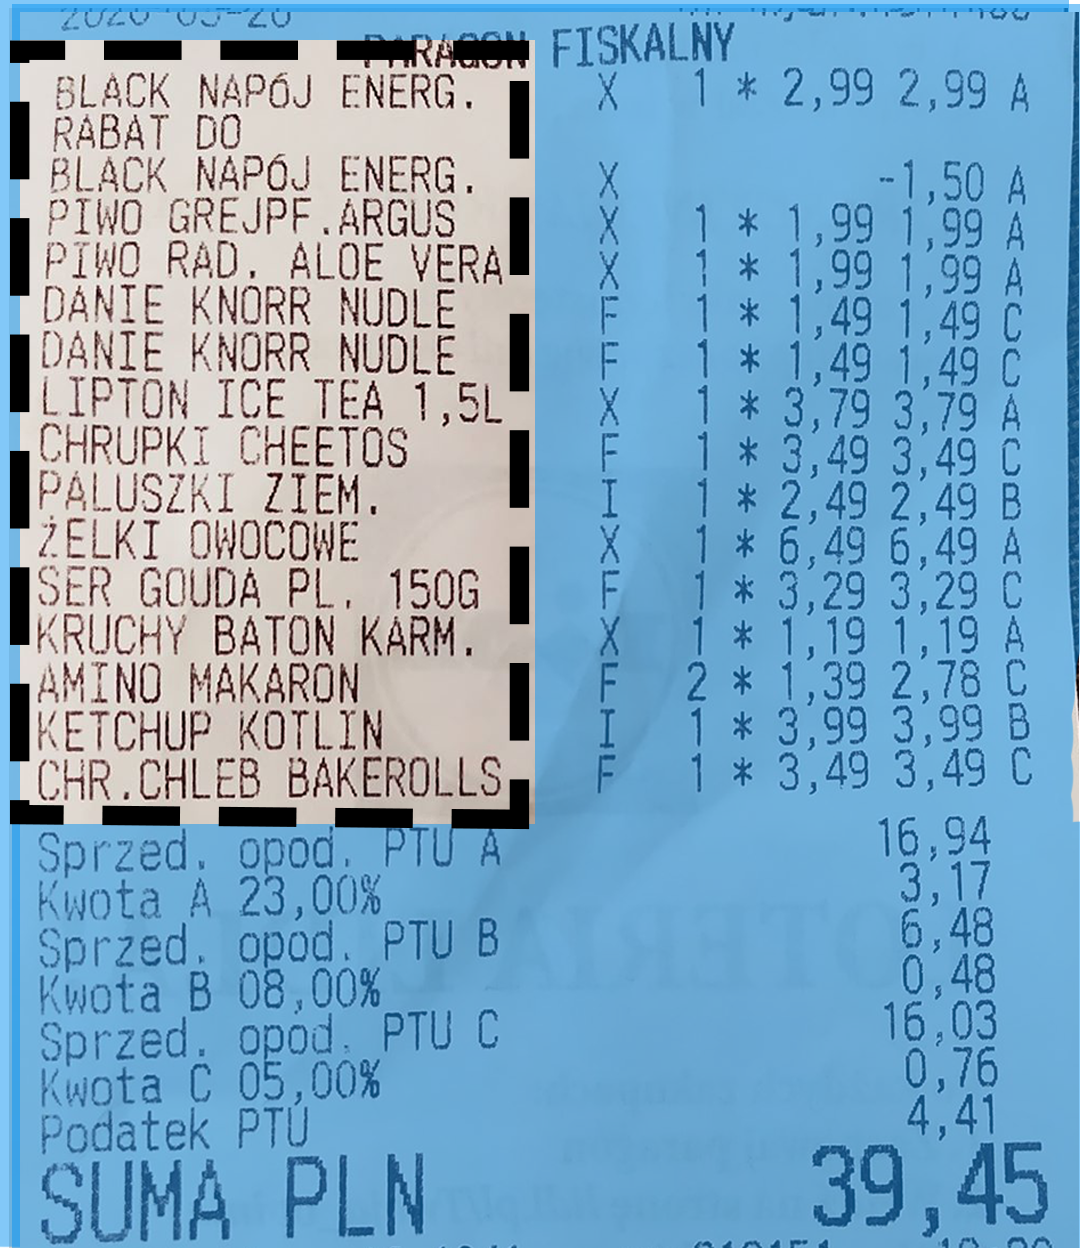 PARAGON FISKALNY
BLACK NAPÓJ ENERG. X 1 * 2,99 2,99 A
RABAT DO
BLACK NAPÓJ ENERG. X -1,50 A
PIWO GREJPF.ARGUS X 1 * 1,99 1,99 A
PIWO RAD. ALOE VERA X 1 * 1,99 1,99 A
DANIE KNORR NUDLE F 1 * 1,49 1,49 C
DANIE KNORR NUDLE F 1 * 1,49 1,49 C
LIPTON ICE TEA 1,5L X 1 * 3,79 3,79 A
CHRUPKI CHEETOS F 1 * 3,49 3,49 C
PALUSZKI ZIEM. I 1 * 2,49 2,49 B
ŻELKI OWOCOWE X 1 * 6,49 6,49 A
SER GOUDA PL. 150G F 1 * 3,29 3,29 C
KRUCHY BATON KARM. X 1 * 1,19 1,19 A
AMINO MAKARON F 2 * 1,39 2,78 C
KETCHUP KOTLIN I 1 * 3,99 3,99 B
CHR.CHLEB BAKEROLLS F 1 * 3,49 3,49 C
Sprzed. opod. PTU A 16,94
Kwota A 23,00% 3,17
Sprzed. opod. PTU B 6,48
Kwota B 08,00% 0,48
Sprzed. opod. PTU C 16,03
Kwota C 05,00% 0,76
Podatek PTU 4,41
SUMA PLN 39,45